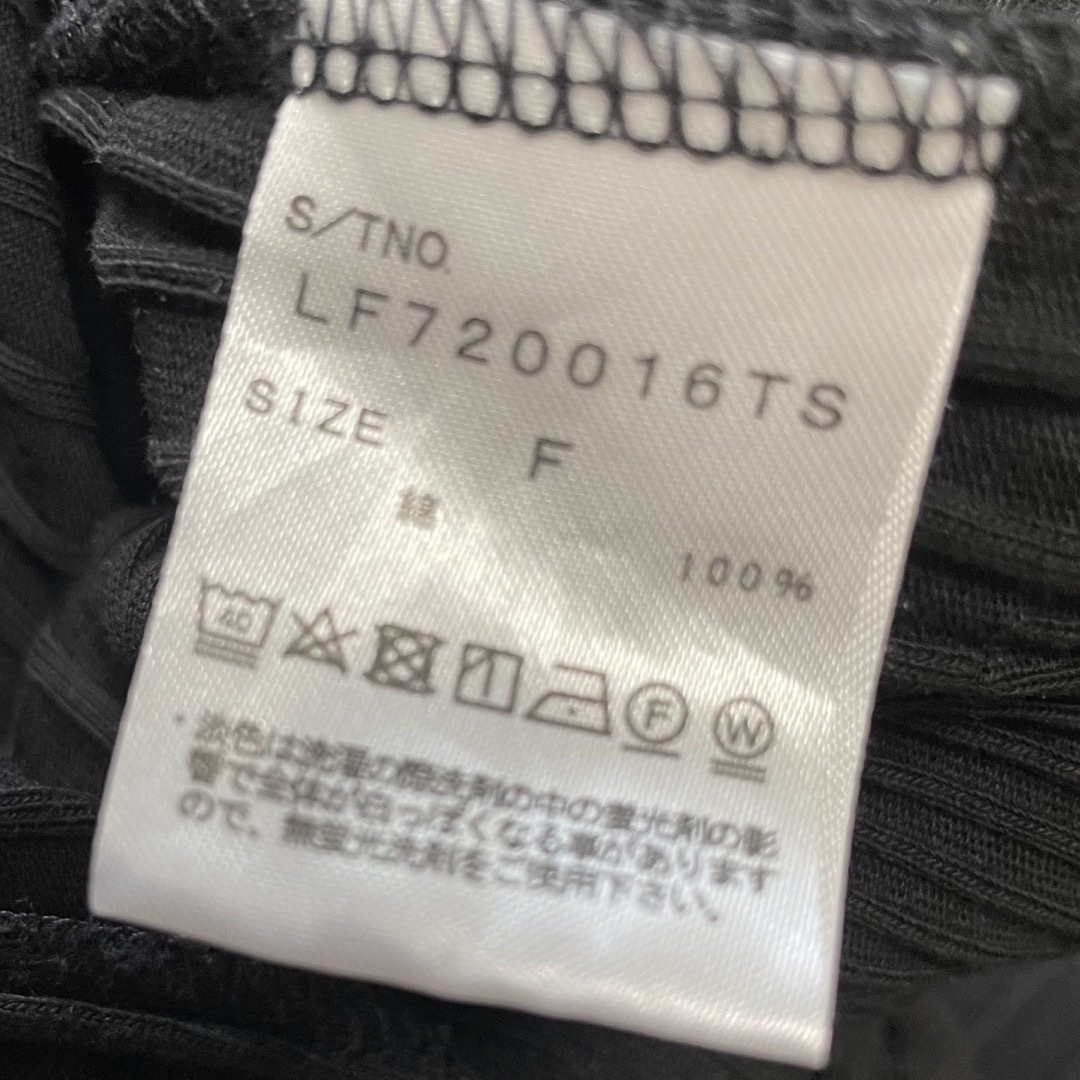 S/TNO.
LF720016TS
SIZE F
綿 100%
40 F W
・淡色は洗濯の際洗剤の中の蛍光剤の影
響で全体が白っぽくなる事があります
ので、無蛍光洗剤をご使用下さい。